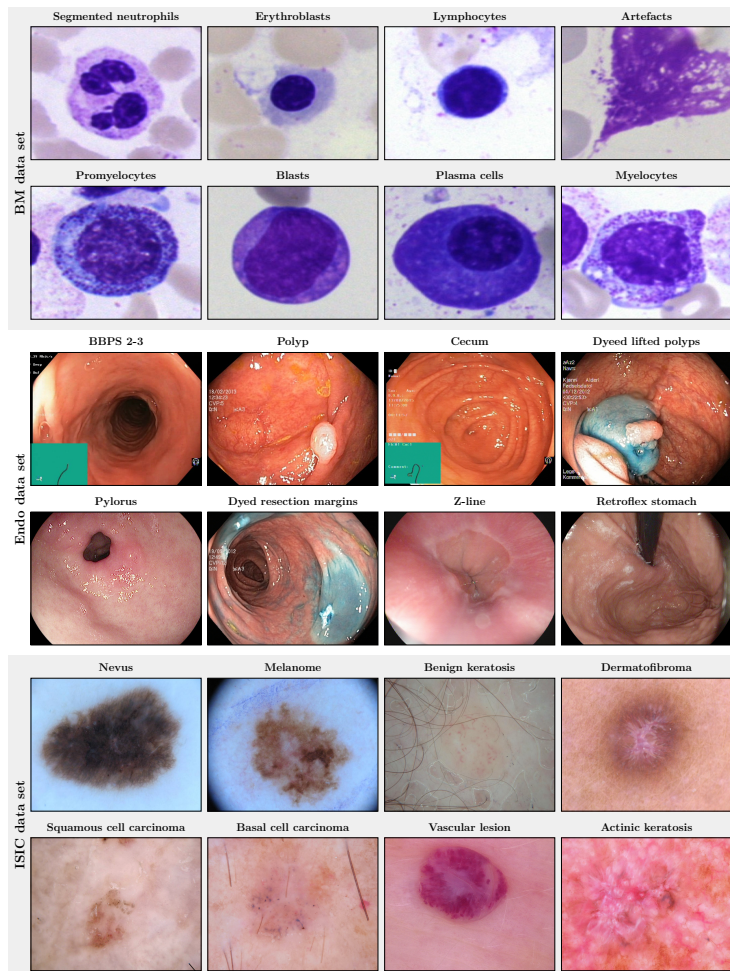 BM data set
Segmented neutrophils
Erythroblasts
Lymphocytes
Artefacts
Promyelocytes
Blasts
Plasma cells
Myelocytes
Endo data set
BBPS 2-3
Polyp
Cecum
Dyeed lifted polyps
Pylorus
Dyed resection margins
Z-line
Retroflex stomach
ISIC data set
Nevus
Melanome
Benign keratosis
Dermatofibroma
Squamous cell carcinoma
Basal cell carcinoma
Vascular lesion
Actinic keratosis